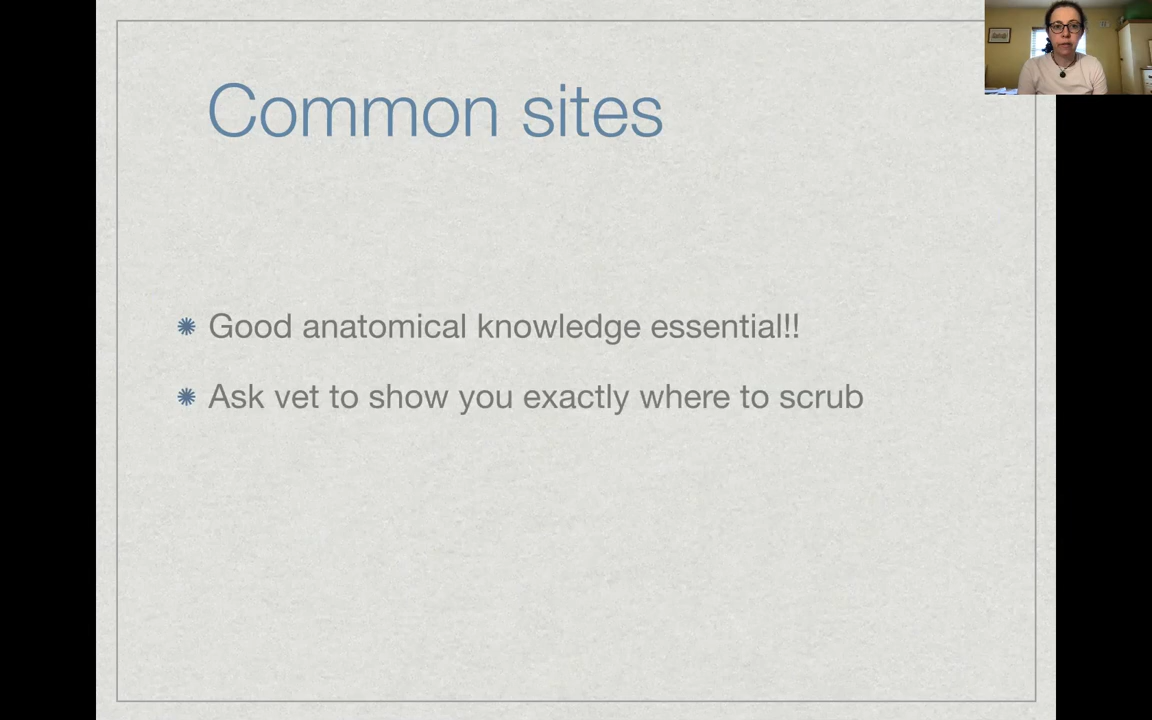 Common sites
Good anatomical knowledge essential!!
Ask vet to show you exactly where to scrub